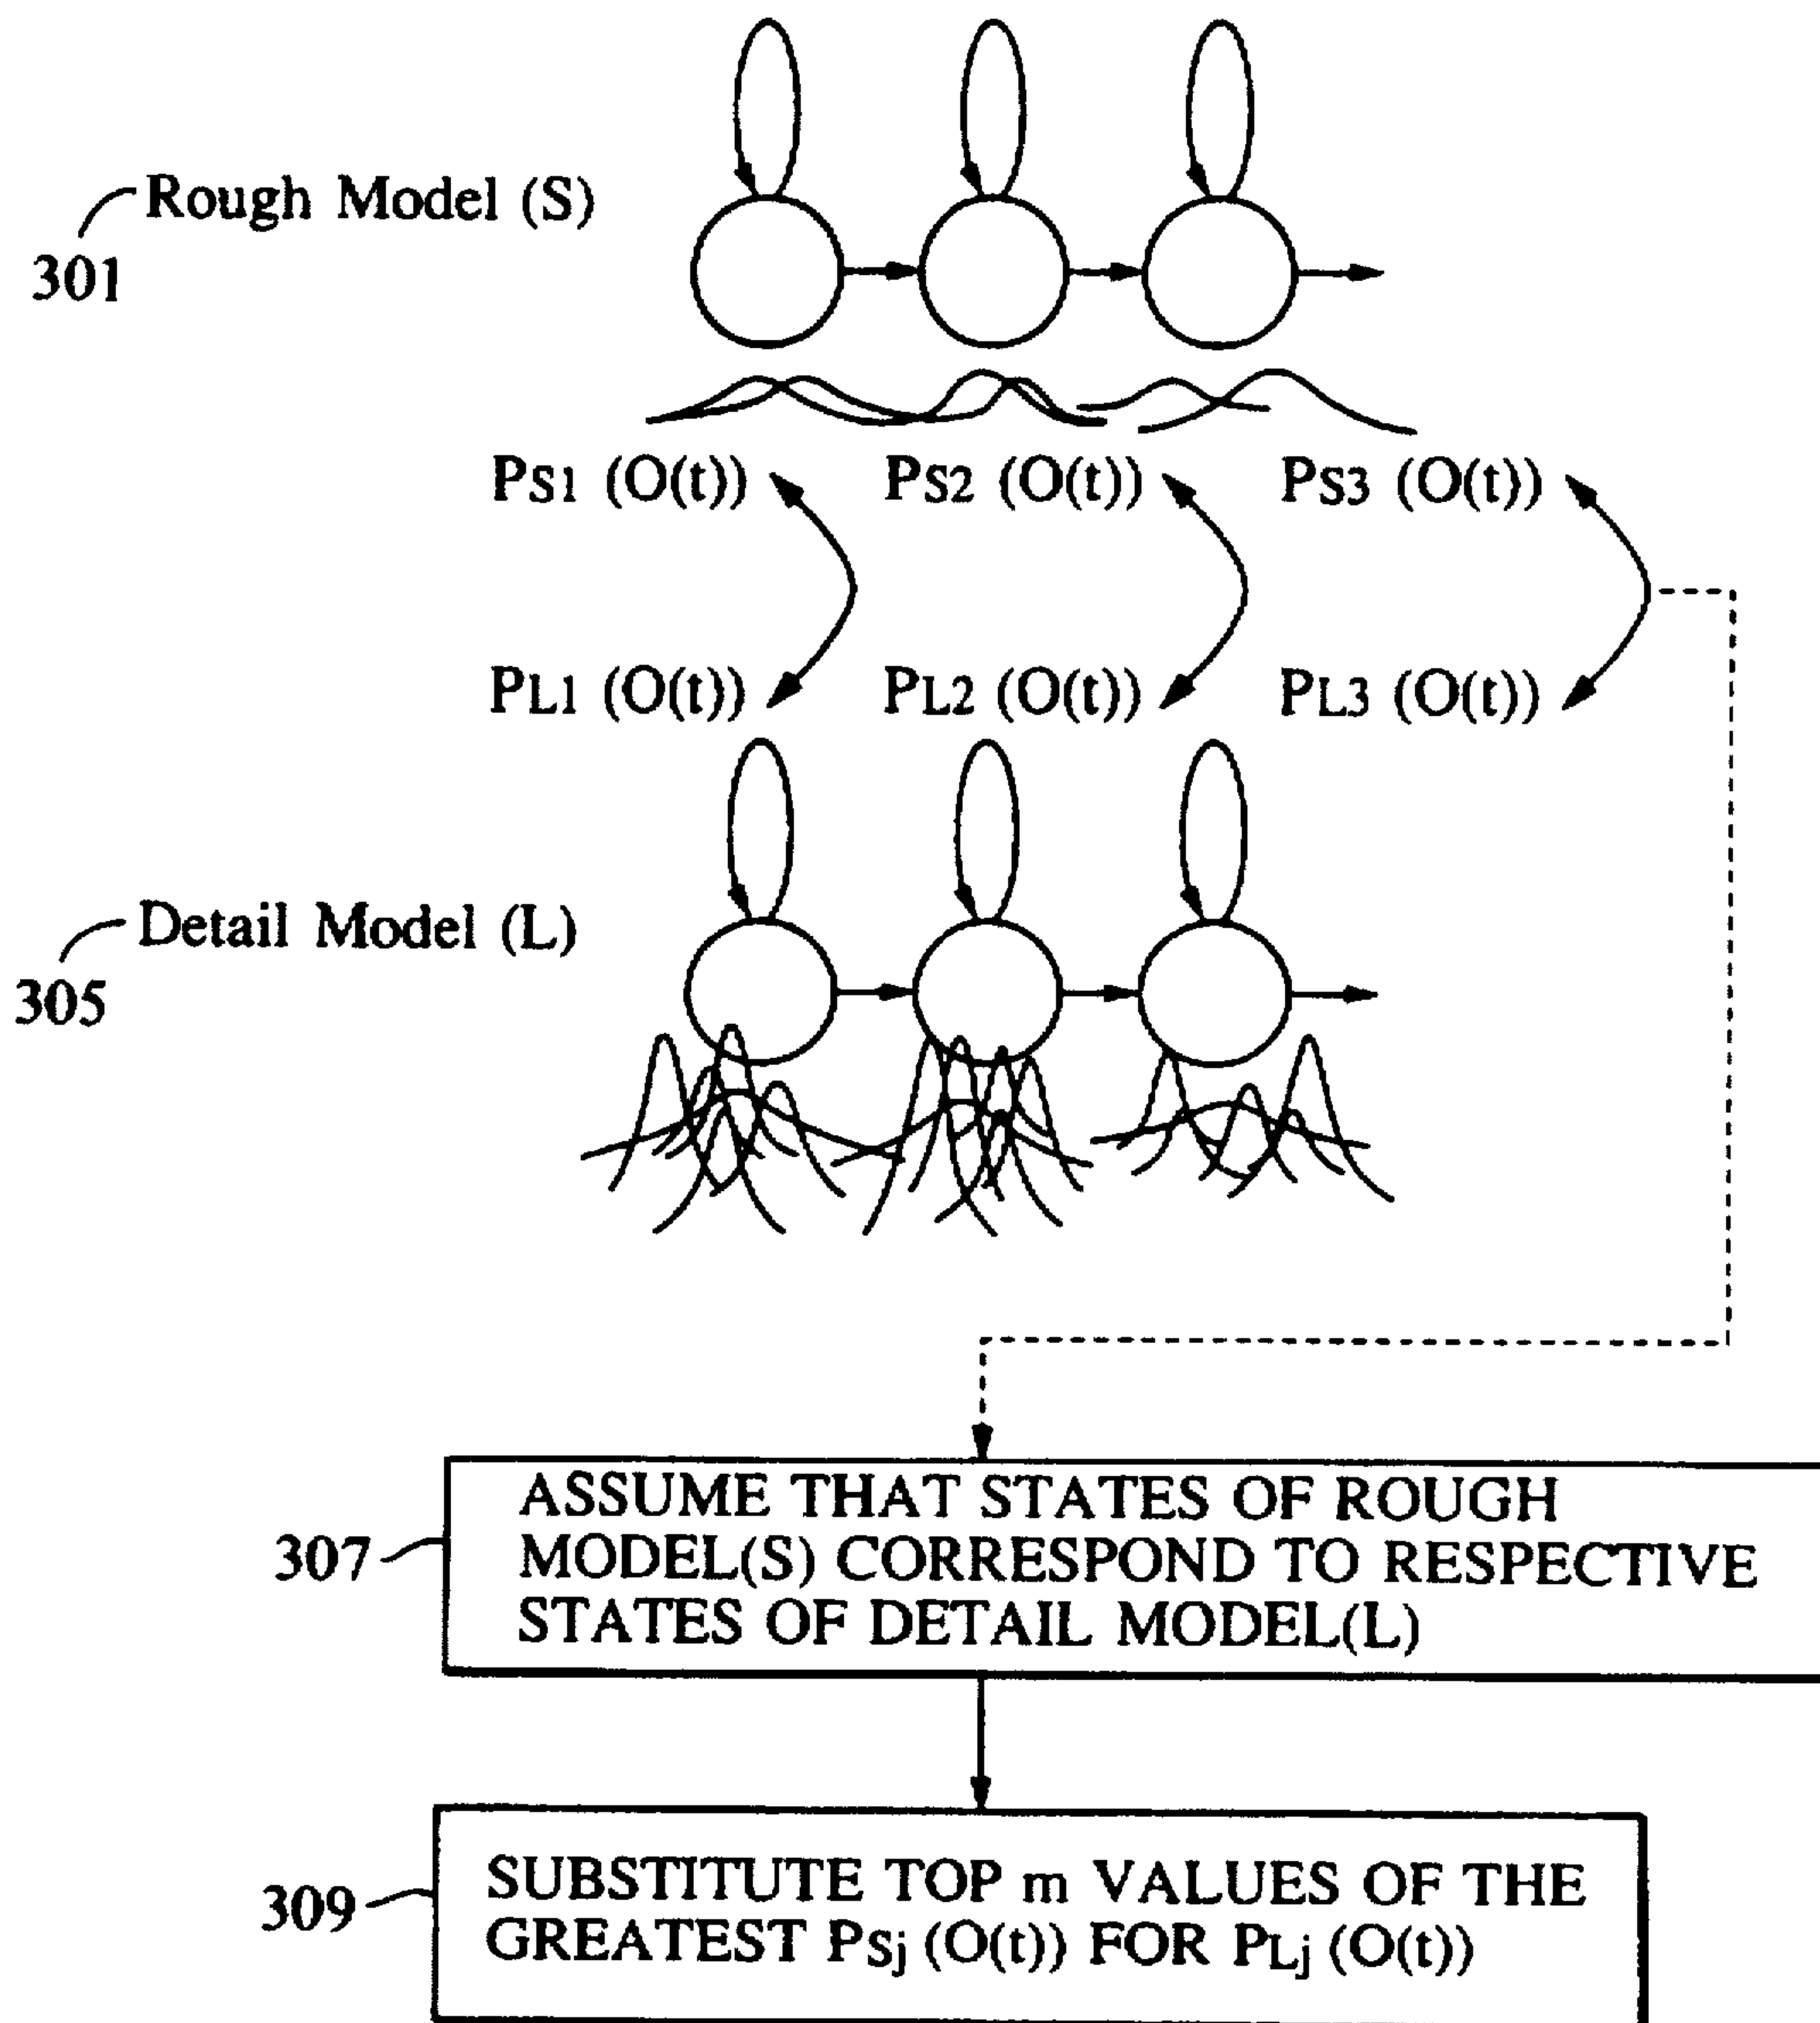 Rough Model (S)
301
PS1 (O(t)) PS2 (O(t)) PS3 (O(t))
PL1 (O(t)) PL2 (O(t)) PL3 (O(t))
Detail Model (L)
305
307
ASSUME THAT STATES OF ROUGH
MODEL(S) CORRESPOND TO RESPECTIVE
STATES OF DETAIL MODEL(L)
309
SUBSTITUTE TOP m VALUES OF THE
GREATEST PSj (O(t)) FOR PLj (O(t))